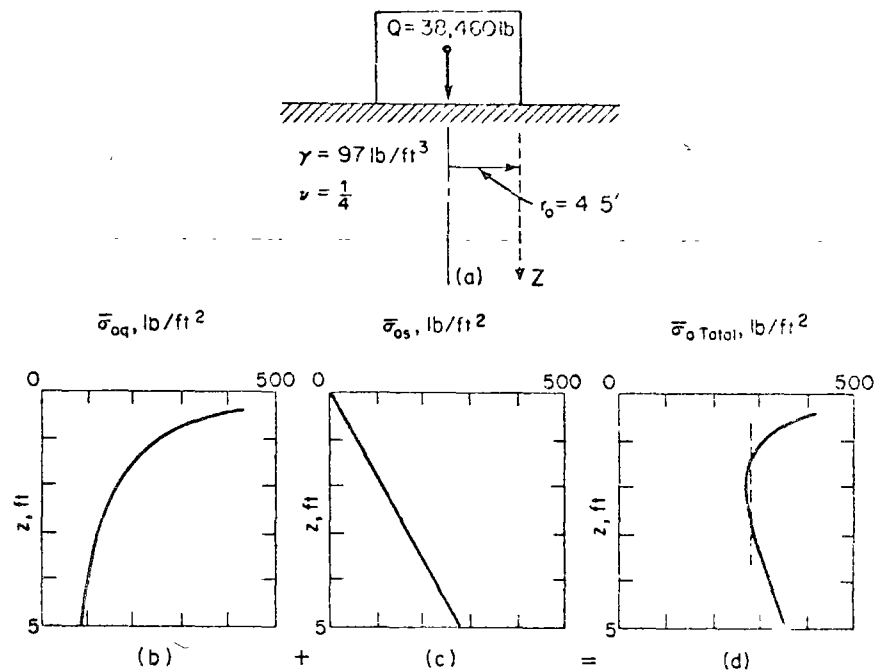 Q = 38,460 lb
γ = 97 lb/ft³
ν = 1/4
r₀ = 4 5'
(a)
Z
σ̄oq, lb/ft²
σ̄os, lb/ft²
σ̄o Total, lb/ft²
0 500
0 500
0 500
z, ft
z, ft
z, ft
5
5
5
(b) + (c) = (d)